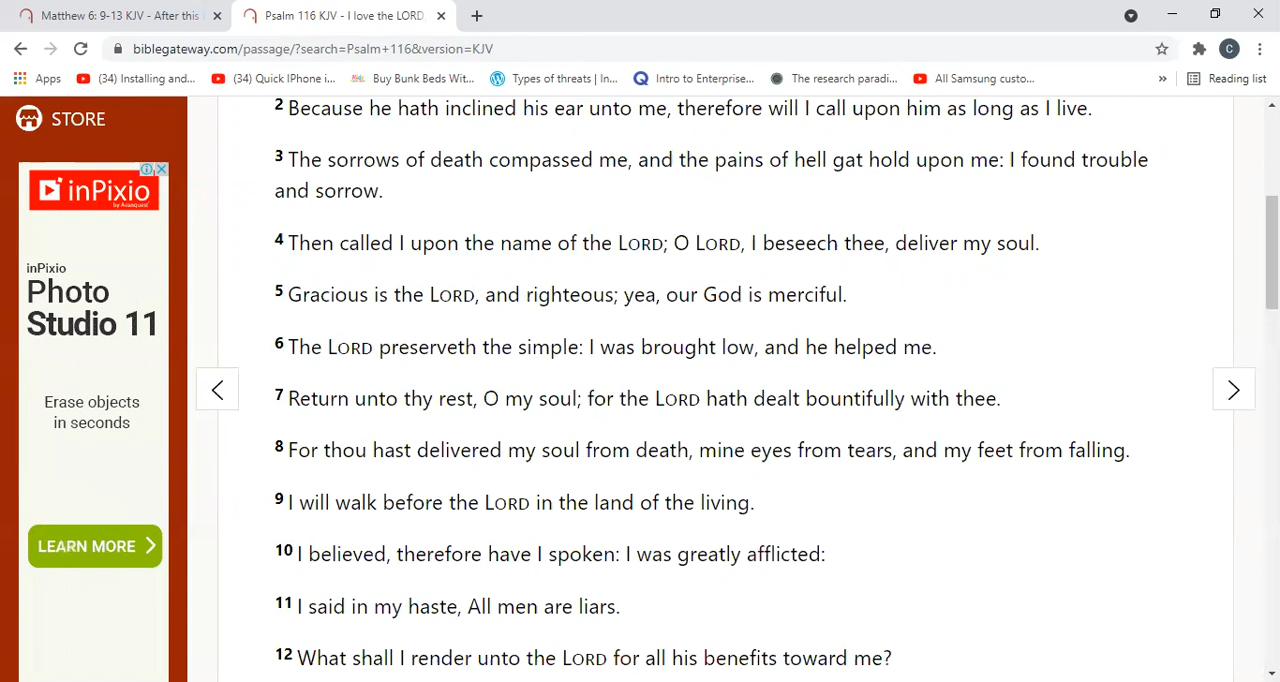 Matthew 6: 9-13 KJV - After this
Psalm 116 KJV - I love the LORD,
biblegateway.com/passage/?search=Psalm+116&version=KJV
C
Apps
(34) Installing and...
(34) Quick IPhone i...
Buy Bunk Beds Wit...
Types of threats | In...
Intro to Enterprise...
The research paradi...
All Samsung custo...
»
Reading list
STORE
inPixio
by Avanquest
inPixio
Photo
Studio 11
Erase objects
in seconds
LEARN MORE
2 Because he hath inclined his ear unto me, therefore will I call upon him as long as I live.
3 The sorrows of death compassed me, and the pains of hell gat hold upon me: I found trouble
and sorrow.
4 Then called I upon the name of the LORD; O LORD, I beseech thee, deliver my soul.
5 Gracious is the LORD, and righteous; yea, our God is merciful.
6 The LORD preserveth the simple: I was brought low, and he helped me.
7 Return unto thy rest, O my soul; for the LORD hath dealt bountifully with thee.
8 For thou hast delivered my soul from death, mine eyes from tears, and my feet from falling.
9 I will walk before the LORD in the land of the living.
10 I believed, therefore have I spoken: I was greatly afflicted:
11 I said in my haste, All men are liars.
12 What shall I render unto the LORD for all his benefits toward me?